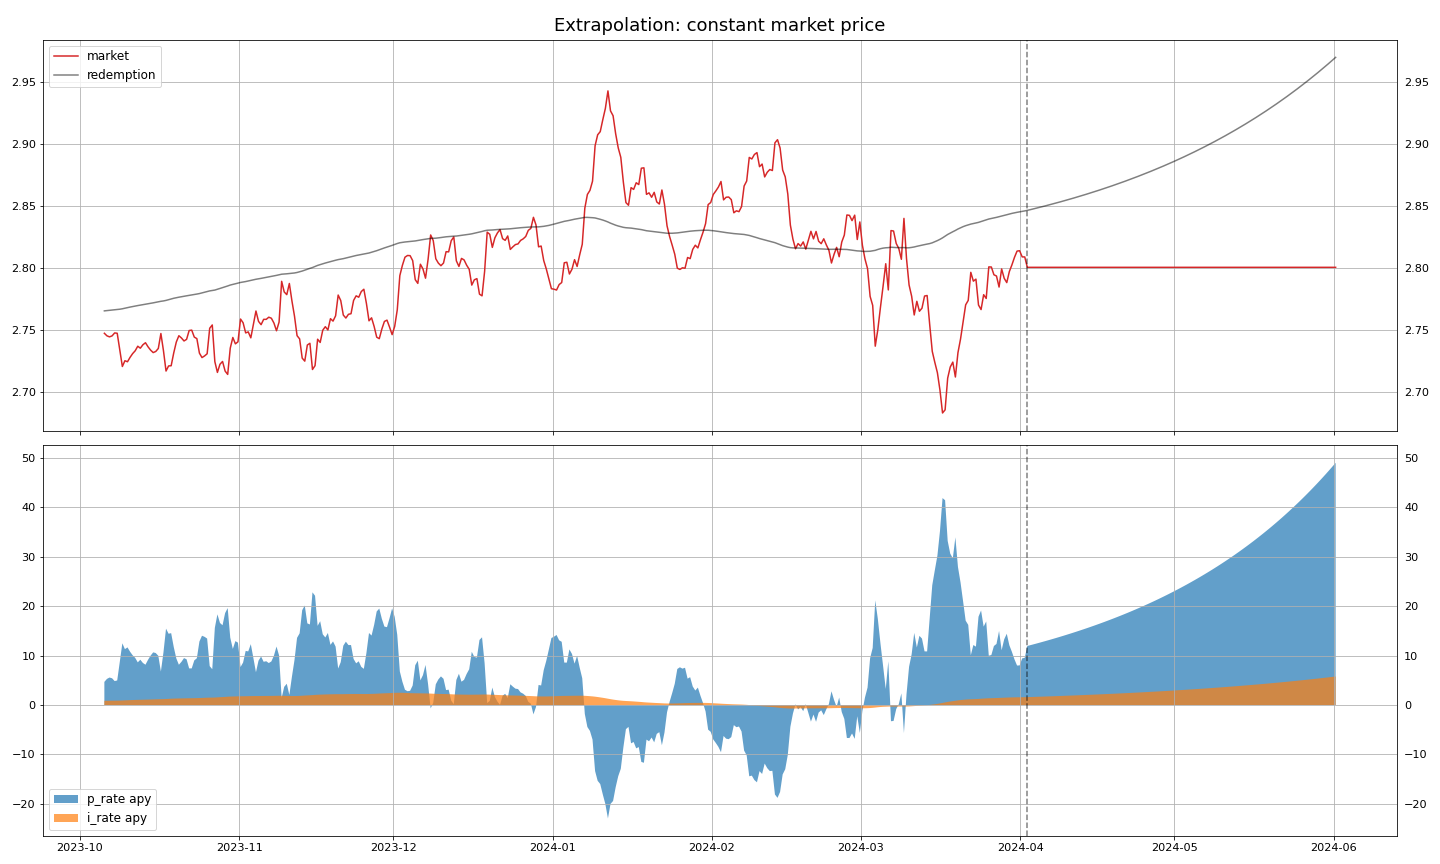 Extrapolation: constant market price
market
redemption
2.95 2.95
2.90 2.90
2.85 2.85
2.80 2.80
2.75 2.75
2.70 2.70
50 50
40 40
30 30
20 20
10 10
0 0
−10 −10
−20 −20
p_rate apy
i_rate apy
2023-10 2023-11 2023-12 2024-01 2024-02 2024-03 2024-04 2024-05 2024-06